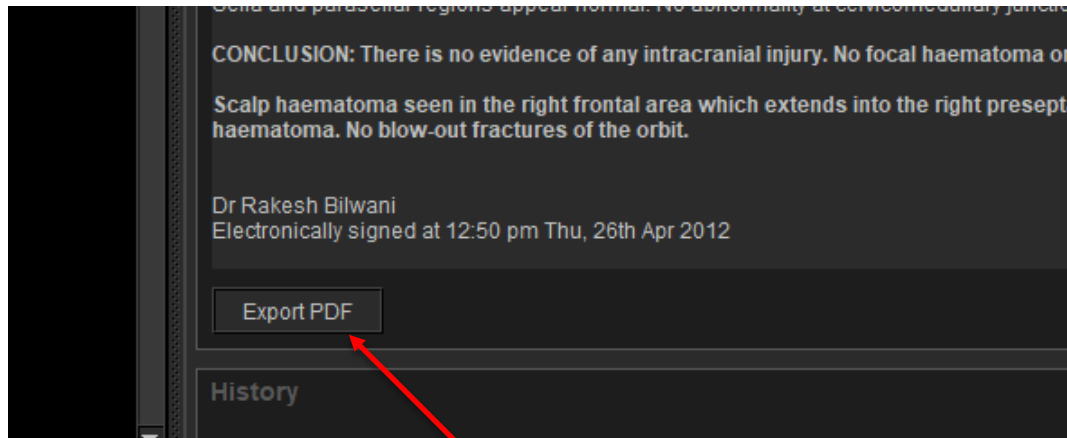 Sella and parasellar regions appear normal. No abnormality at cervicomedullary junctio
CONCLUSION: There is no evidence of any intracranial injury. No focal haematoma or
Scalp haematoma seen in the right frontal area which extends into the right presept
haematoma. No blow-out fractures of the orbit.
Dr Rakesh Bilwani
Electronically signed at 12:50 pm Thu, 26th Apr 2012
Export PDF
History